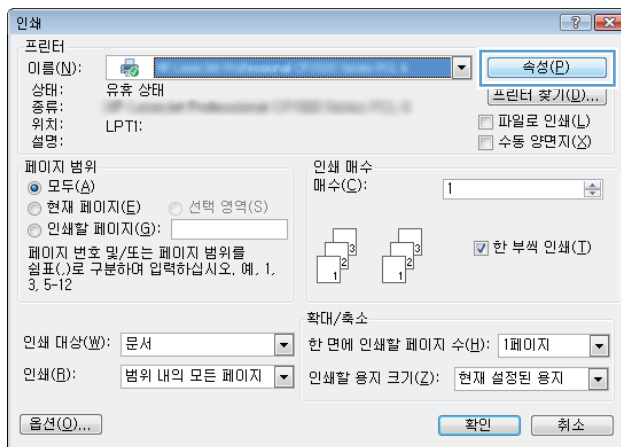 인쇄
프린터
이름(N): 속성(P)
상태: 유휴 상태 프린터 찾기(D)...
종류:
위치: LPT1: 파일로 인쇄(L)
설명: 수동 양면지(X)
페이지 범위
모두(A)
현재 페이지(E) 선택 영역(S)
인쇄할 페이지(G):
페이지 번호 및/또는 페이지 범위를
쉼표(,)로 구분하여 입력하십시오. 예, 1,
3, 5-12
인쇄 매수
매수(C): 1
1 2 3 1 2 3
한 부씩 인쇄(T)
인쇄 대상(W): 문서
인쇄(R): 범위 내의 모든 페이지
확대/축소
한 면에 인쇄할 페이지 수(H): 1페이지
인쇄할 용지 크기(Z): 현재 설정된 용지
옵션(O)... 확인 취소